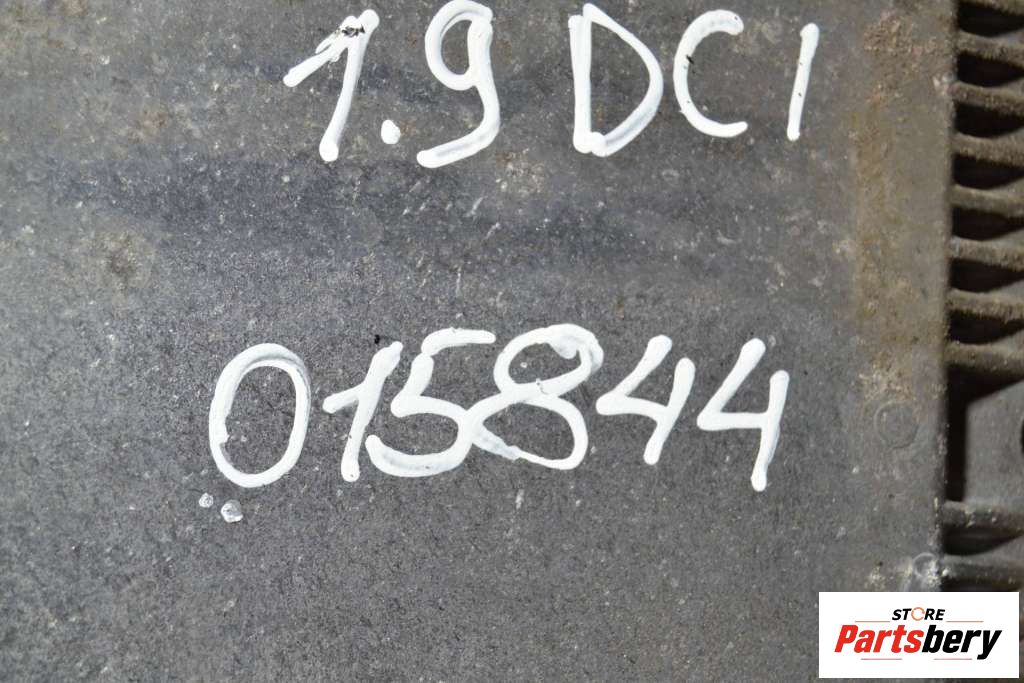 1.9 DCI
015844
STORE
Partsbery